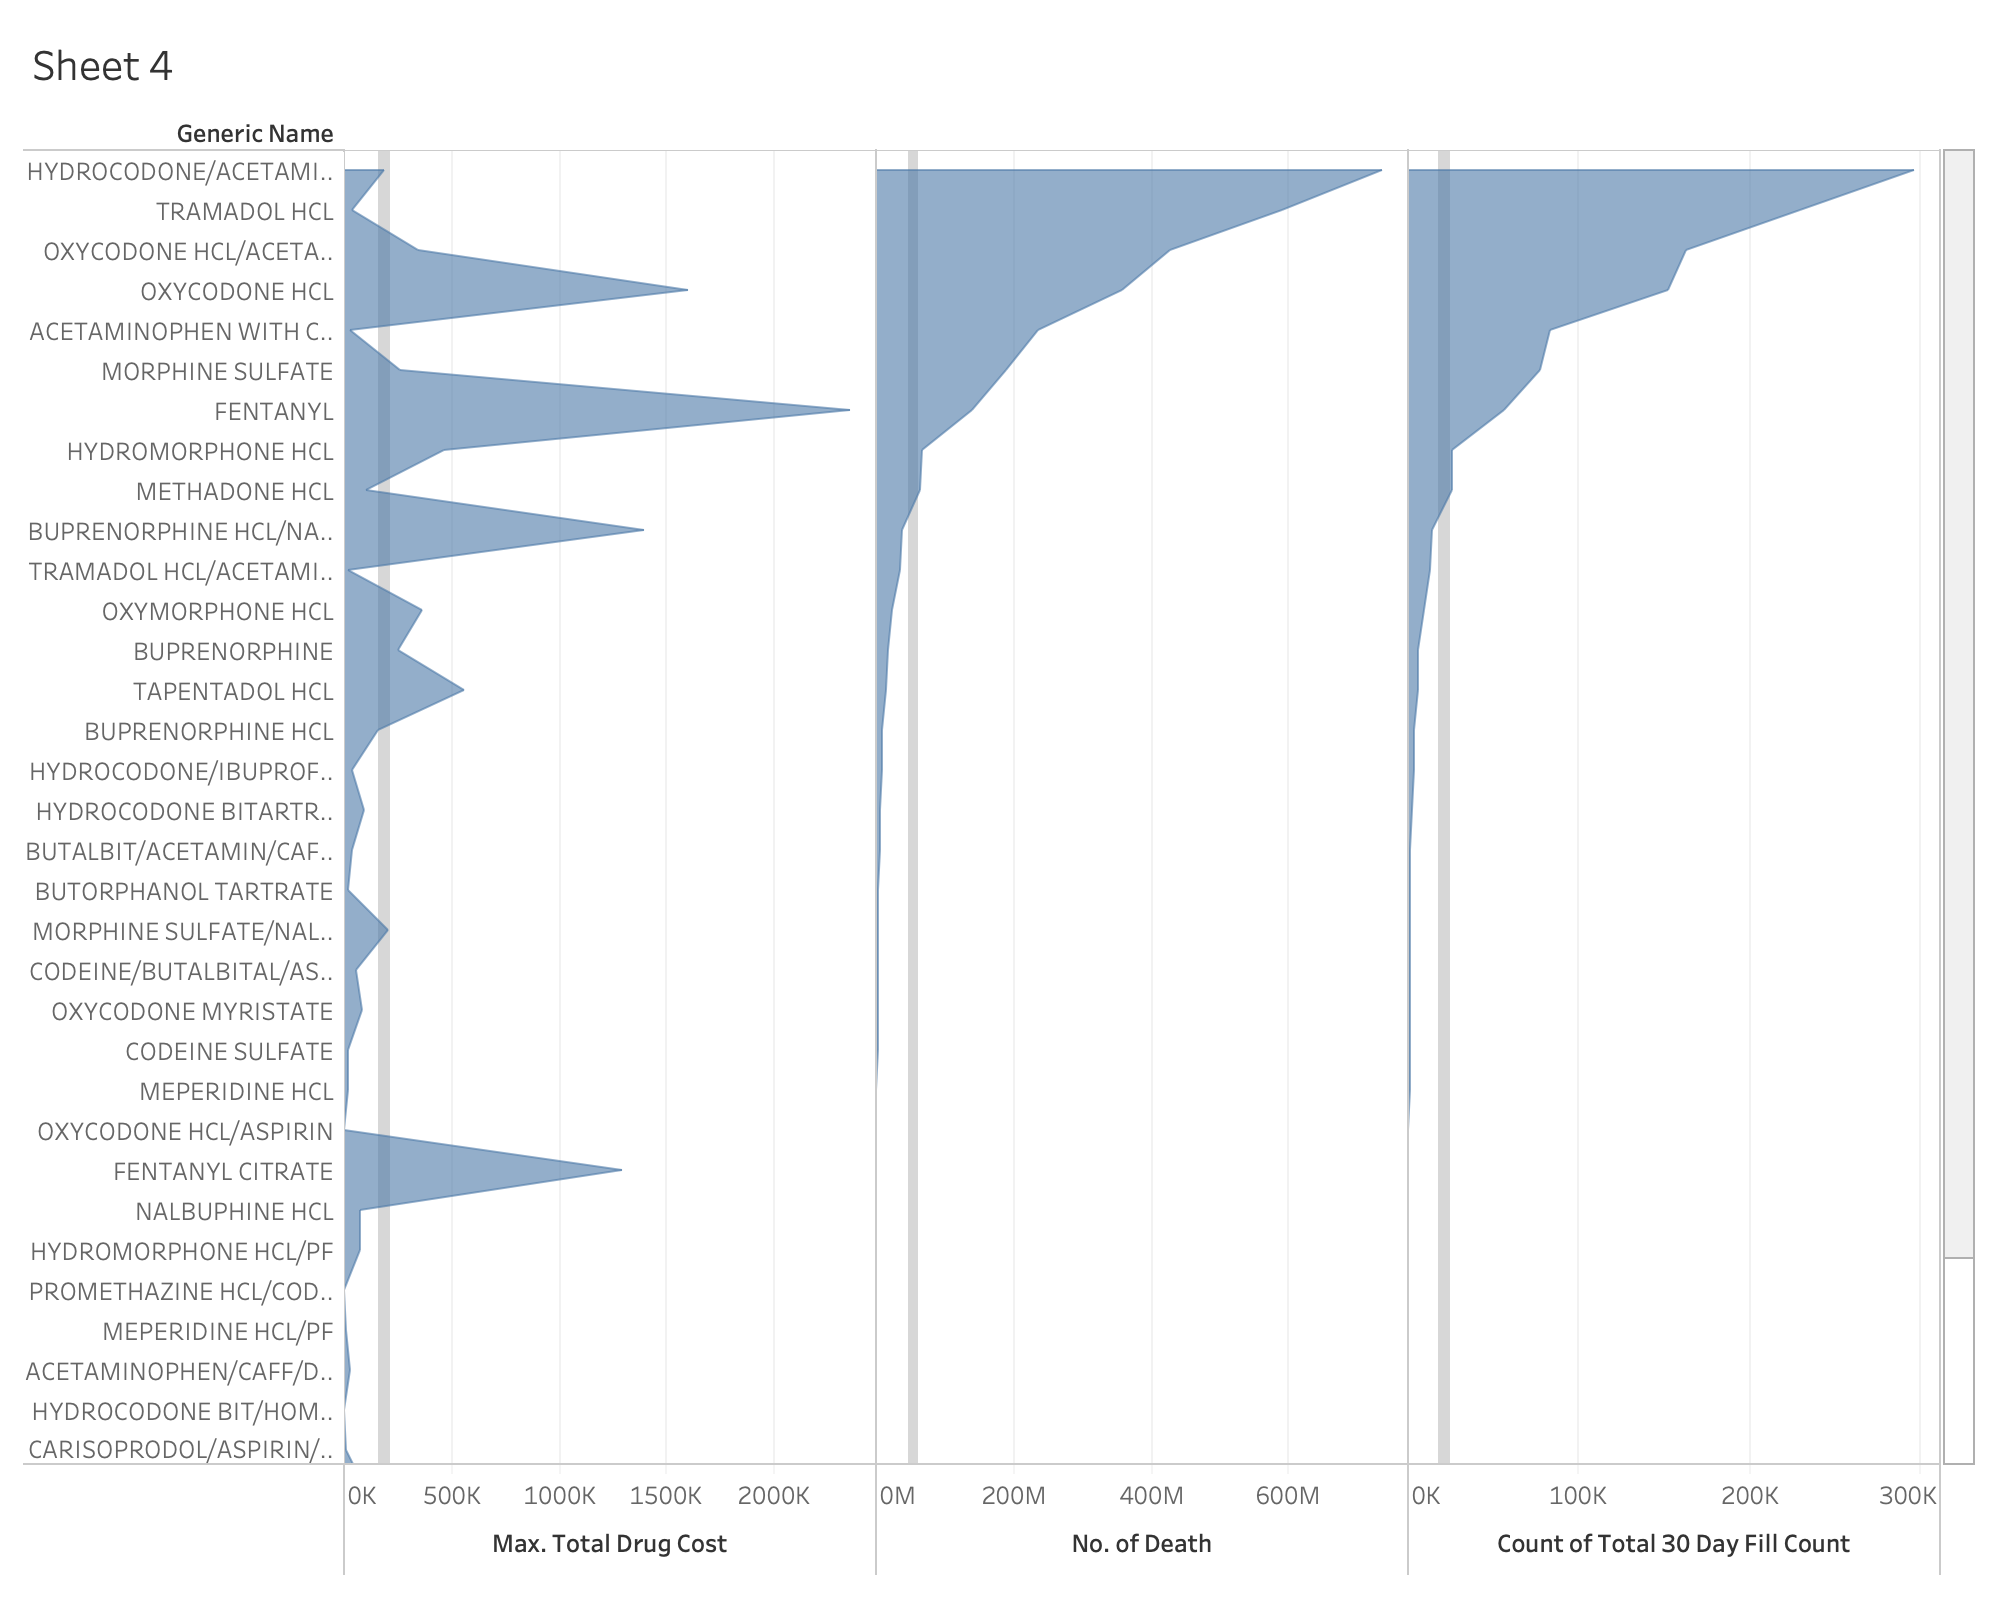 Sheet 4
Generic Name
HYDROCODONE/ACETAMI..
TRAMADOL HCL
OXYCODONE HCL/ACETA..
OXYCODONE HCL
ACETAMINOPHEN WITH C..
MORPHINE SULFATE
FENTANYL
HYDROMORPHONE HCL
METHADONE HCL
BUPRENORPHINE HCL/NA..
TRAMADOL HCL/ACETAMI..
OXYMORPHONE HCL
BUPRENORPHINE
TAPENTADOL HCL
BUPRENORPHINE HCL
HYDROCODONE/IBUPROF..
HYDROCODONE BITARTR..
BUTALBIT/ACETAMIN/CAF..
BUTORPHANOL TARTRATE
MORPHINE SULFATE/NAL..
CODEINE/BUTALBITAL/AS..
OXYCODONE MYRISTATE
CODEINE SULFATE
MEPERIDINE HCL
OXYCODONE HCL/ASPIRIN
FENTANYL CITRATE
NALBUPHINE HCL
HYDROMORPHONE HCL/PF
PROMETHAZINE HCL/COD..
MEPERIDINE HCL/PF
ACETAMINOPHEN/CAFF/D..
HYDROCODONE BIT/HOM..
CARISOPRODOL/ASPIRIN/..
0K 500K 1000K 1500K 2000K 0M 200M 400M 600M 0K 100K 200K 300K
Max. Total Drug Cost No. of Death Count of Total 30 Day Fill Count